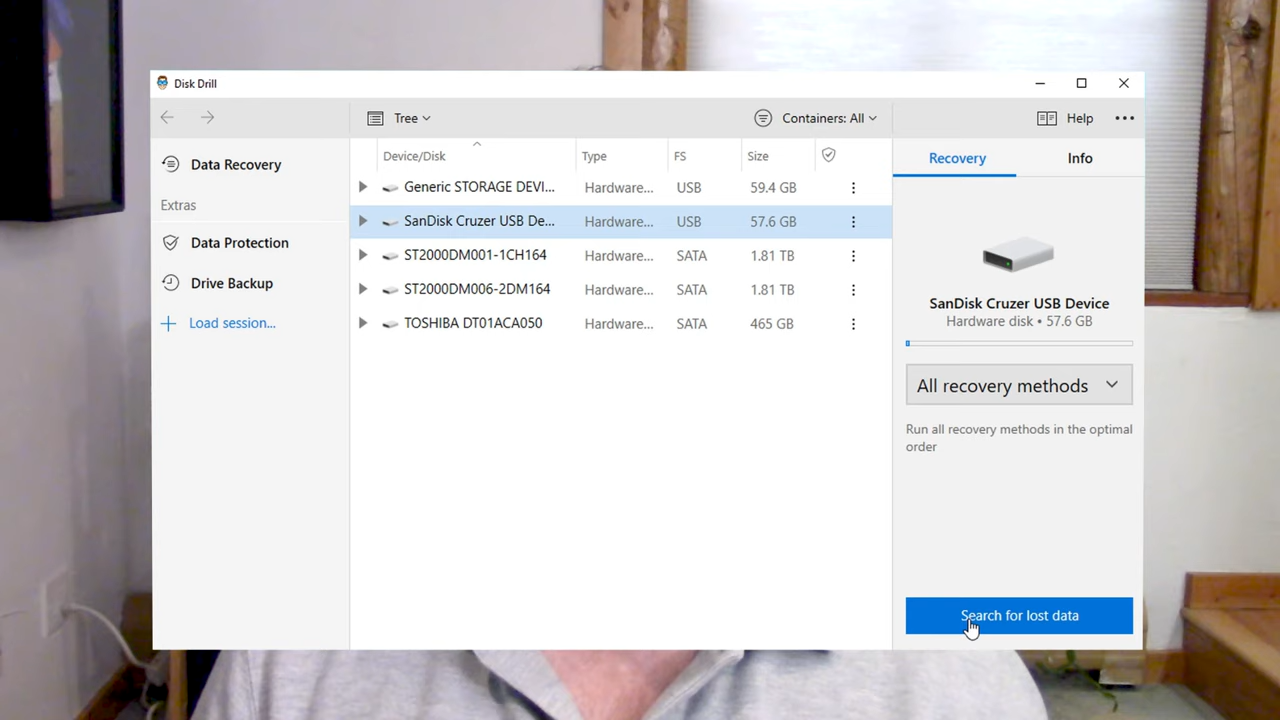 Disk Drill
Tree
Containers: All
Help
Data Recovery
Extras
Data Protection
Drive Backup
Load session...
Device/Disk Type FS Size
Generic STORAGE DEVI... Hardware... USB 59.4 GB
SanDisk Cruzer USB De... Hardware... USB 57.6 GB
ST2000DM001-1CH164 Hardware... SATA 1.81 TB
ST2000DM006-2DM164 Hardware... SATA 1.81 TB
TOSHIBA DT01ACA050 Hardware... SATA 465 GB
Recovery Info
SanDisk Cruzer USB Device
Hardware disk • 57.6 GB
All recovery methods
Run all recovery methods in the optimal
order
Search for lost data